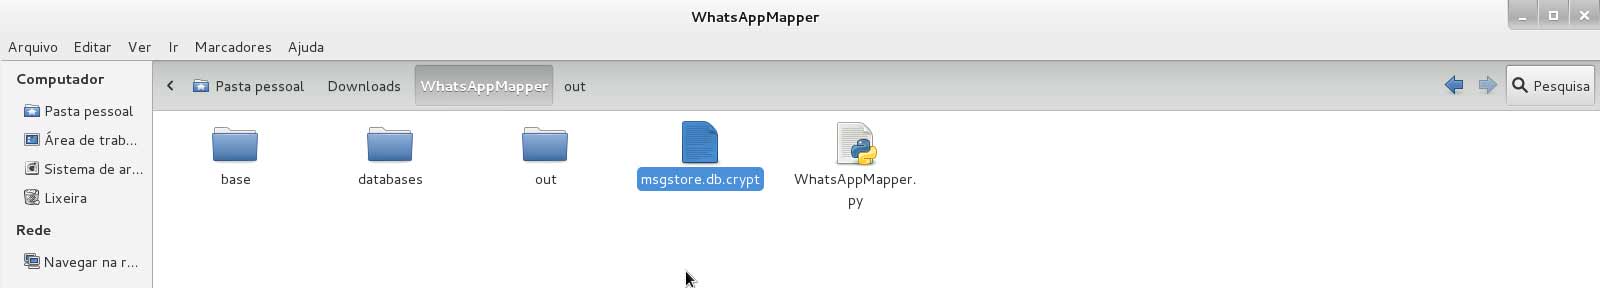 WhatsAppMapper
Arquivo Editar Ver Ir Marcadores Ajuda
Computador
Pasta pessoal
Área de trab...
Sistema de ar...
Lixeira
Rede
Navegar na r...
Pasta pessoal Downloads WhatsAppMapper out
Pesquisa
base databases out msgstore.db.crypt WhatsAppMapper.
py